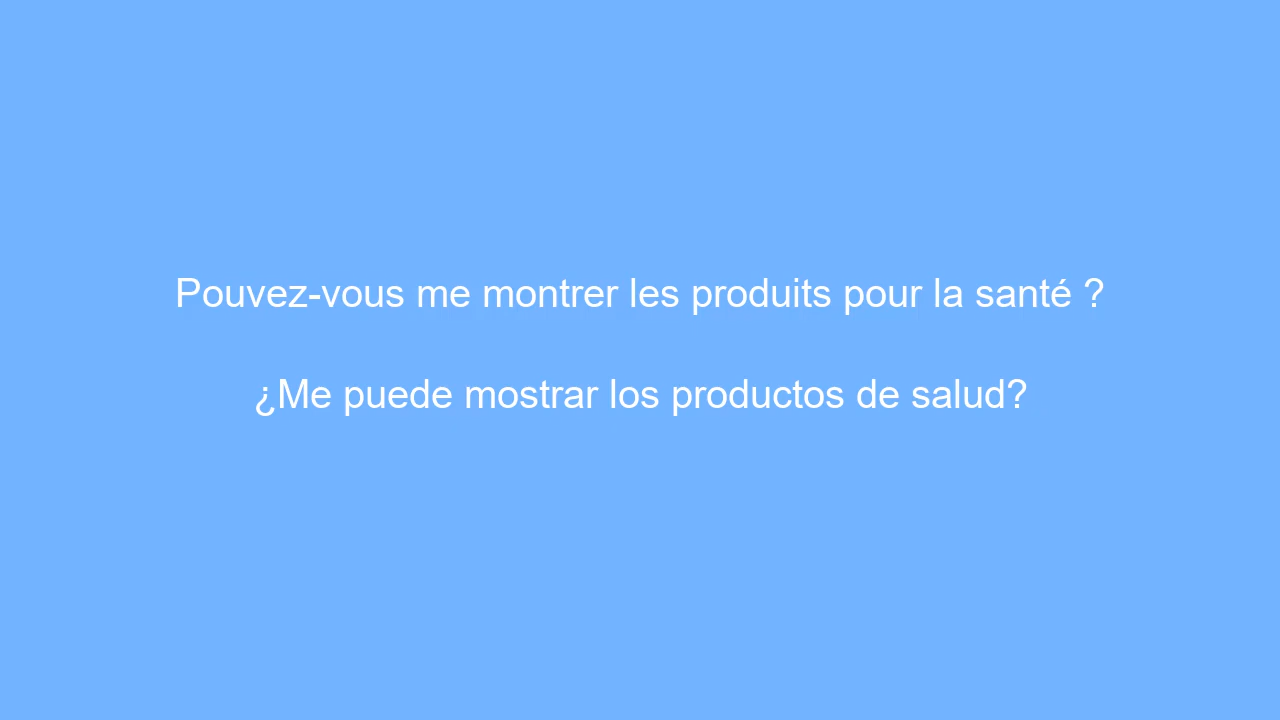 Pouvez-vous me montrer les produits pour la santé ?
¿Me puede mostrar los productos de salud?